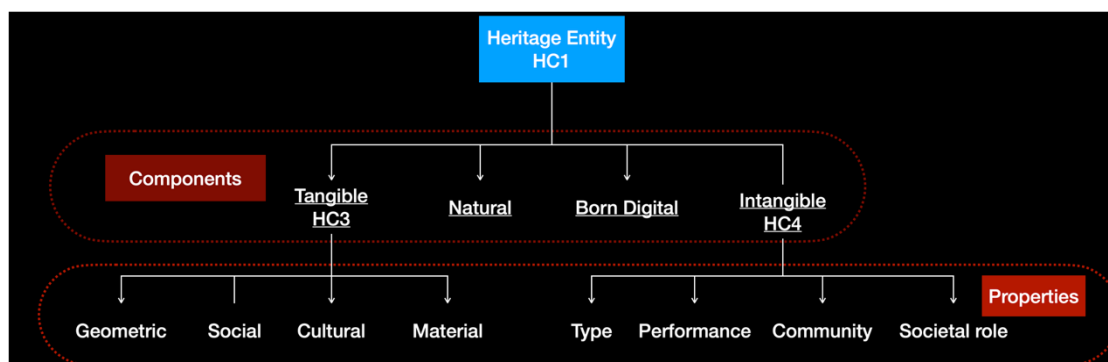 Heritage Entity
HC1
Components
Tangible
HC3
Natural
Born Digital
Intangible
HC4
Properties
Geometric
Social
Cultural
Material
Type
Performance
Community
Societal role